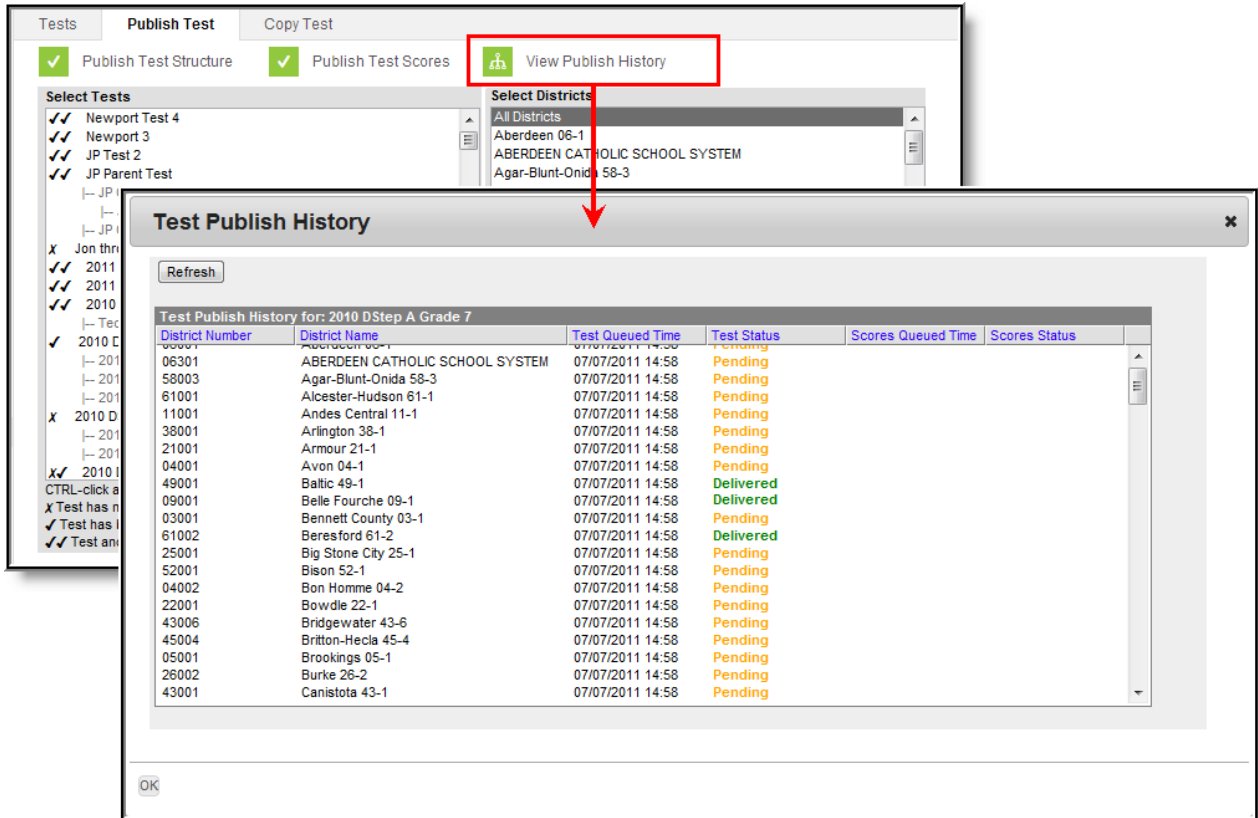 Tests Publish Test Copy Test
Publish Test Structure Publish Test Scores View Publish History
Select Tests Select Districts
✓✓ Newport Test 4
✓✓ Newport 3
✓✓ JP Test 2
✓✓ JP Parent Test
|-- JP
|--
|-- JP
x Jon thr
✓✓ 2011
✓✓ 2011
✓✓ 2010
|-- Tec
✓ 2010 D
|-- 201
|-- 201
|-- 201
x 2010 D
|-- 201
|-- 201
x✓ 2010
CTRL-click a
x Test has n
✓ Test has
✓✓ Test and
All Districts
Aberdeen 06-1
ABERDEEN CATHOLIC SCHOOL SYSTEM
Agar-Blunt-Onida 58-3
Test Publish History
Refresh
Test Publish History for: 2010 DStep A Grade 7
District Number District Name Test Queued Time Test Status Scores Queued Time Scores Status
06301 ABERDEEN CATHOLIC SCHOOL SYSTEM 07/07/2011 14:58 Pending
58003 Agar-Blunt-Onida 58-3 07/07/2011 14:58 Pending
61001 Alcester-Hudson 61-1 07/07/2011 14:58 Pending
11001 Andes Central 11-1 07/07/2011 14:58 Pending
38001 Arlington 38-1 07/07/2011 14:58 Pending
21001 Armour 21-1 07/07/2011 14:58 Pending
04001 Avon 04-1 07/07/2011 14:58 Pending
49001 Baltic 49-1 07/07/2011 14:58 Delivered
09001 Belle Fourche 09-1 07/07/2011 14:58 Delivered
03001 Bennett County 03-1 07/07/2011 14:58 Pending
61002 Beresford 61-2 07/07/2011 14:58 Delivered
25001 Big Stone City 25-1 07/07/2011 14:58 Pending
52001 Bison 52-1 07/07/2011 14:58 Pending
04002 Bon Homme 04-2 07/07/2011 14:58 Pending
22001 Bowdle 22-1 07/07/2011 14:58 Pending
43006 Bridgewater 43-6 07/07/2011 14:58 Pending
45004 Britton-Hecla 45-4 07/07/2011 14:58 Pending
05001 Brookings 05-1 07/07/2011 14:58 Pending
26002 Burke 26-2 07/07/2011 14:58 Pending
43001 Canistota 43-1 07/07/2011 14:58 Pending
OK